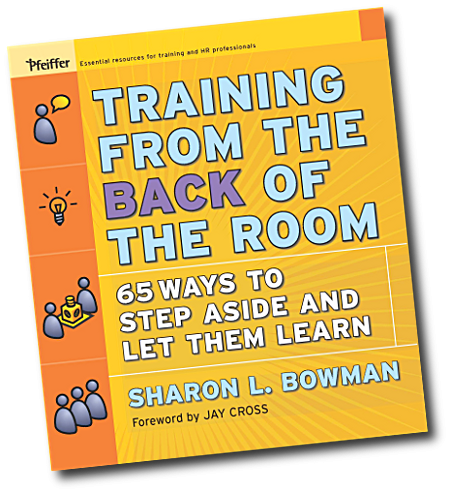 Pfeiffer
Essential resources for training and HR professionals
TRAINING
FROM THE
BACK OF
THE ROOM
65 WAYS TO
STEP ASIDE AND
LET THEM LEARN
SHARON L. BOWMAN
Foreword by JAY CROSS